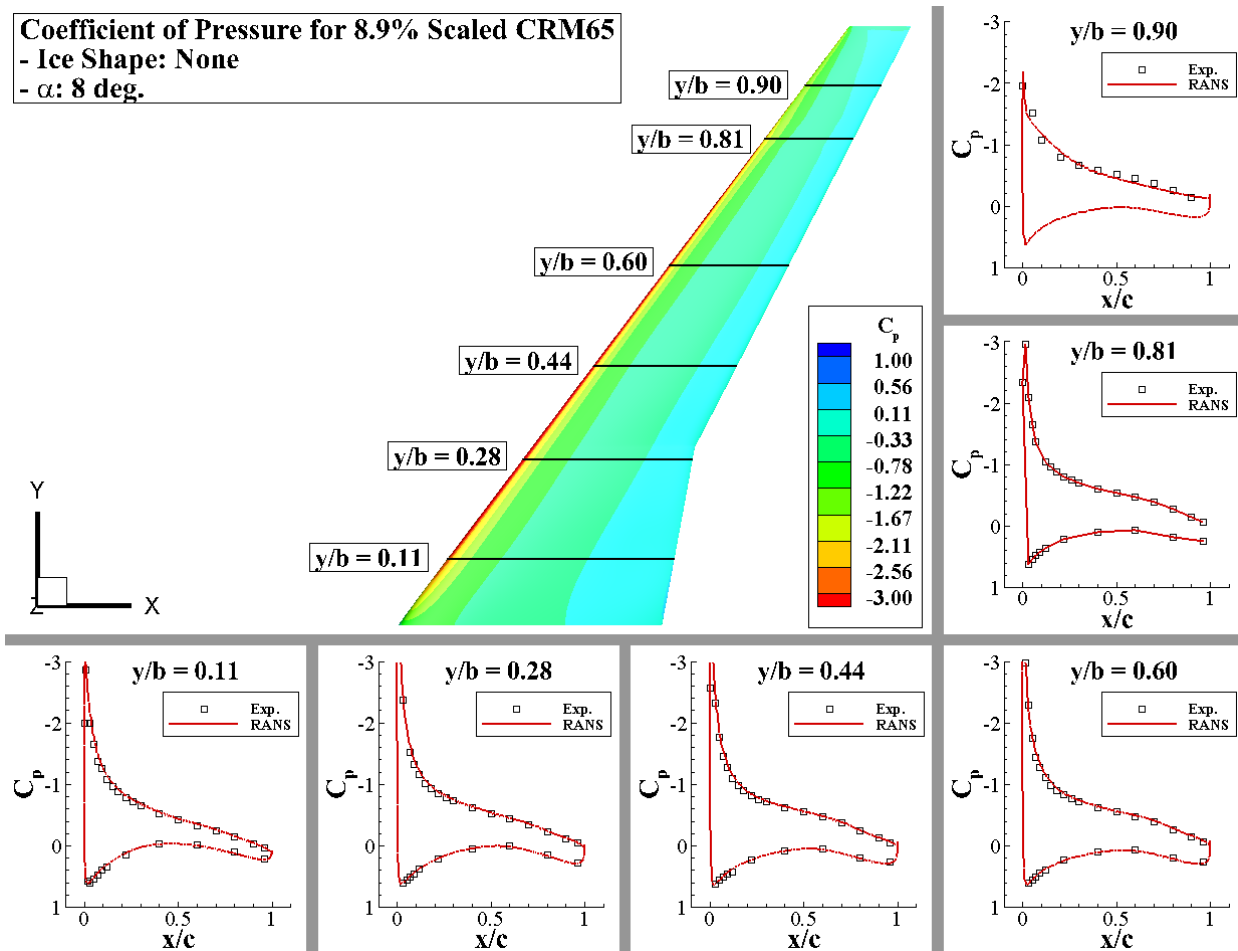 Coefficient of Pressure for 8.9% Scaled CRM65
- Ice Shape: None
- α: 8 deg.
y/b = 0.90
y/b = 0.81
y/b = 0.60
y/b = 0.44
y/b = 0.28
y/b = 0.11
Y
Z
X
Cp
1.00
0.56
0.11
-0.33
-0.78
-1.22
-1.67
-2.11
-2.56
-3.00
y/b = 0.90
Exp.
RANS
Cp
-3
-2
-1
0
1
0
0.5
1
x/c
y/b = 0.81
Exp.
RANS
Cp
-3
-2
-1
0
1
0
0.5
1
x/c
y/b = 0.11
Exp.
RANS
Cp
-3
-2
-1
0
1
0
0.5
1
x/c
y/b = 0.28
Exp.
RANS
Cp
-3
-2
-1
0
1
0
0.5
1
x/c
y/b = 0.44
Exp.
RANS
Cp
-3
-2
-1
0
1
0
0.5
1
x/c
y/b = 0.60
Exp.
RANS
Cp
-3
-2
-1
0
1
0
0.5
1
x/c